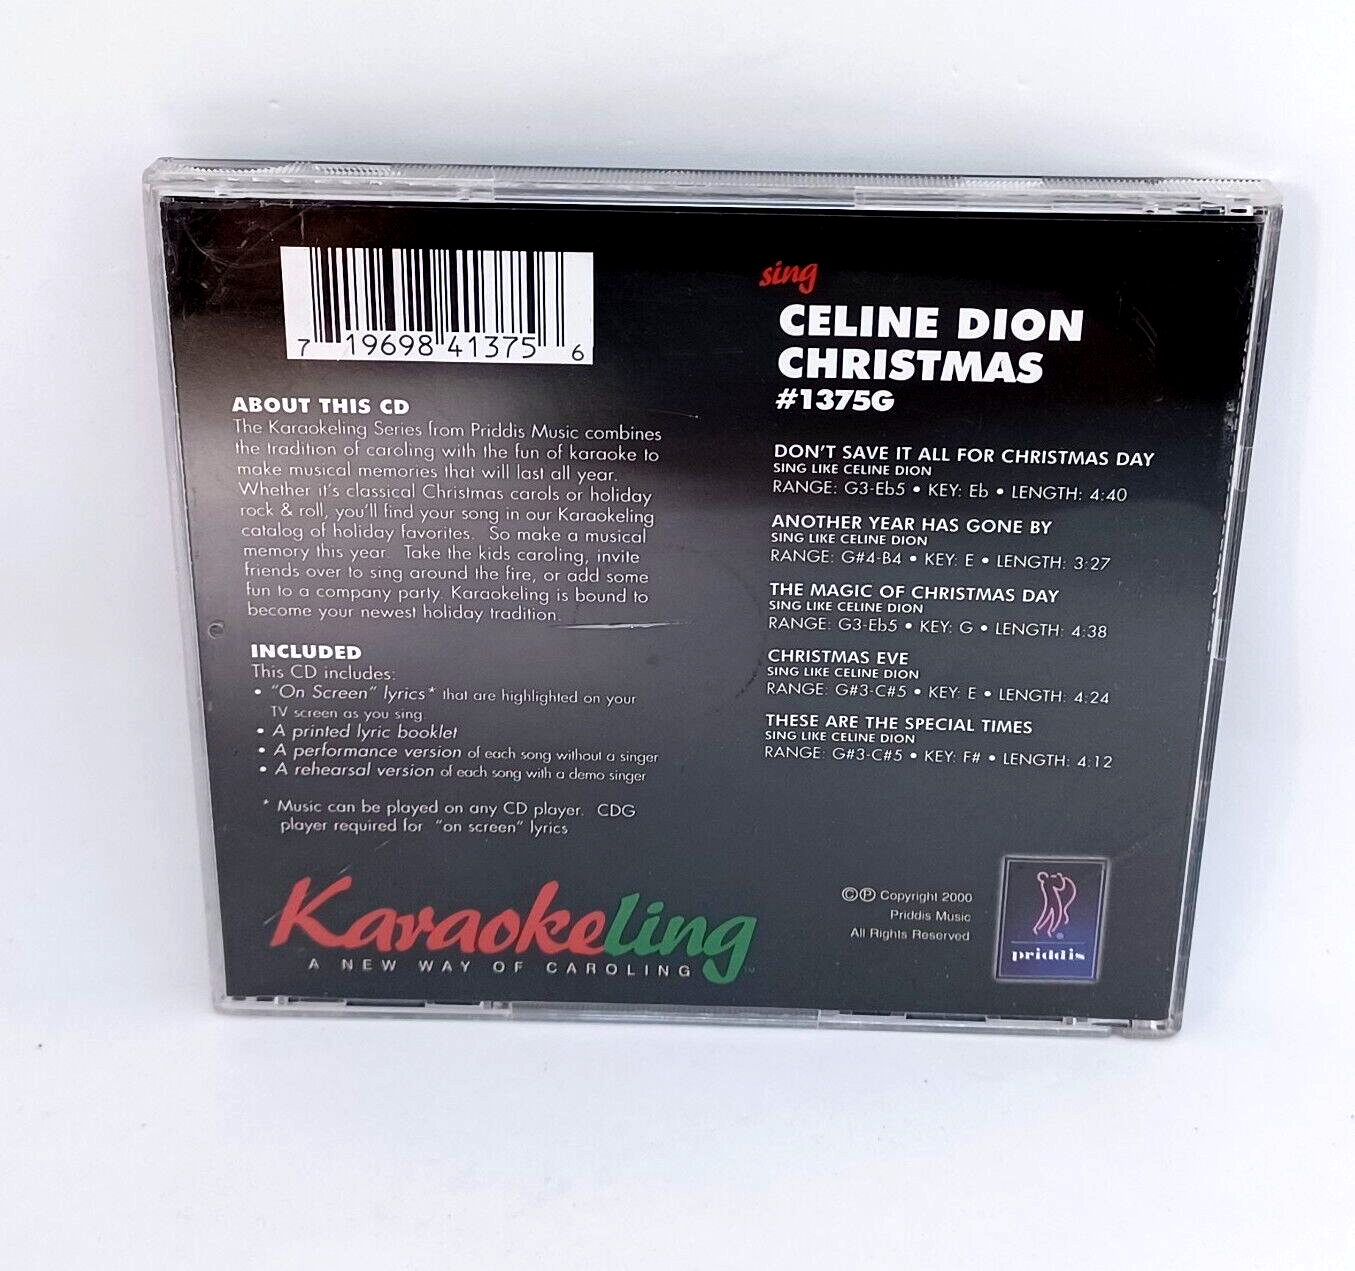 7 19698 41375 6
ABOUT THIS CD
The Karaokeling Series from Priddis Music combines
the tradition of caroling with the fun of karaoke to
make musical memories that will last all year.
Whether it's classical Christmas carols or holiday
rock & roll, you'll find your song in our Karaokeling
catalog of holiday favorites. So make a musical
memory this year. Take the kids caroling, invite
friends over to sing around the fire, or add some
fun to a company party. Karaokeling is bound to
become your newest holiday tradition.
INCLUDED
This CD includes:
• "On Screen" lyrics* that are highlighted on your
TV screen as you sing
• A printed lyric booklet
• A performance version of each song without a singer
• A rehearsal version of each song with a demo singer
* Music can be played on any CD player. CDG
player required for "on screen" lyrics
Karaokeling
A NEW WAY OF CAROLING™
sing
CELINE DION
CHRISTMAS
#1375G
DON'T SAVE IT ALL FOR CHRISTMAS DAY
SING LIKE CELINE DION
RANGE: G3-Eb5 • KEY: Eb • LENGTH: 4:40
ANOTHER YEAR HAS GONE BY
SING LIKE CELINE DION
RANGE: G#4-B4 • KEY: E • LENGTH: 3:27
THE MAGIC OF CHRISTMAS DAY
SING LIKE CELINE DION
RANGE: G3-Eb5 • KEY: G • LENGTH: 4:38
CHRISTMAS EVE
SING LIKE CELINE DION
RANGE: G#3-C#5 • KEY: E • LENGTH: 4:24
THESE ARE THE SPECIAL TIMES
SING LIKE CELINE DION
RANGE: G#3-C#5 • KEY: F# • LENGTH: 4:12
©℗ Copyright 2000
Priddis Music
All Rights Reserved
®
priddis